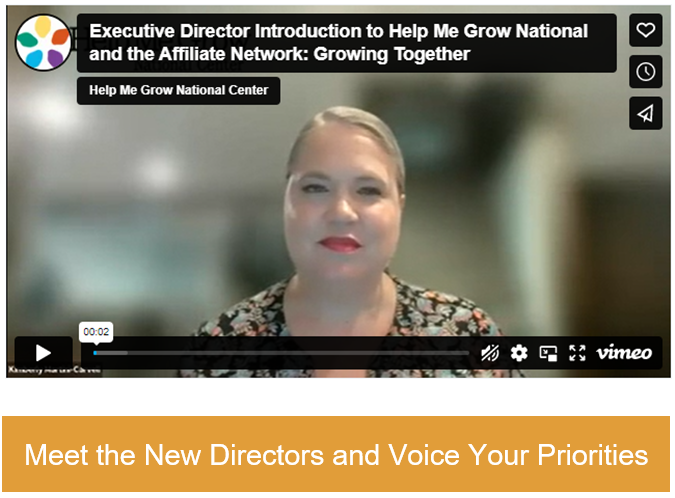 Executive Director Introduction to Help Me Grow National
and the Affiliate Network: Growing Together
Help Me Grow National Center
00:02
vimeo
Kimberly
Meet the New Directors and Voice Your Priorities